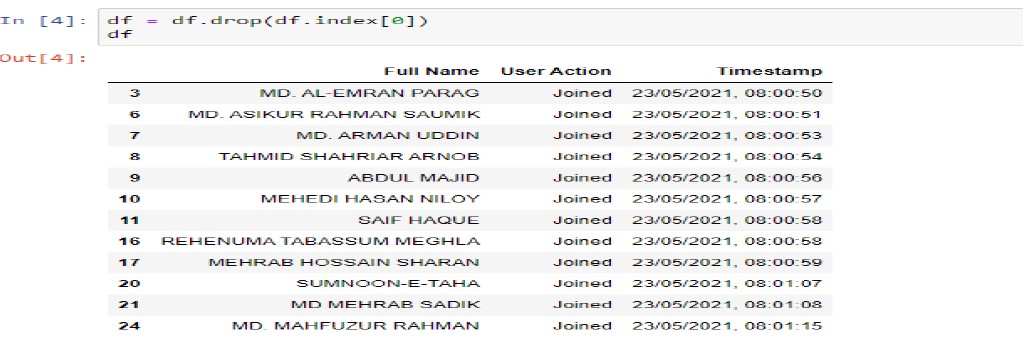 In [4]: df = df.drop(df.index[0])
df
Out[4]:
Full Name User Action Timestamp
3 MD. AL-EMRAN PARAG Joined 23/05/2021, 08:00:50
6 MD. ASIKUR RAHMAN SAUMIK Joined 23/05/2021, 08:00:51
7 MD. ARMAN UDDIN Joined 23/05/2021, 08:00:53
8 TAHMID SHAHRIAR ARNOB Joined 23/05/2021, 08:00:54
9 ABDUL MAJID Joined 23/05/2021, 08:00:56
10 MEHEDI HASAN NILOY Joined 23/05/2021, 08:00:57
11 SAIF HAQUE Joined 23/05/2021, 08:00:58
16 REHENUMA TABASSUM MEGHLA Joined 23/05/2021, 08:00:58
17 MEHRAB HOSSAIN SHARAN Joined 23/05/2021, 08:00:59
20 SUMNOON-E-TAHA Joined 23/05/2021, 08:01:07
21 MD MEHRAB SADIK Joined 23/05/2021, 08:01:08
24 MD. MAHFUZUR RAHMAN Joined 23/05/2021, 08:01:15